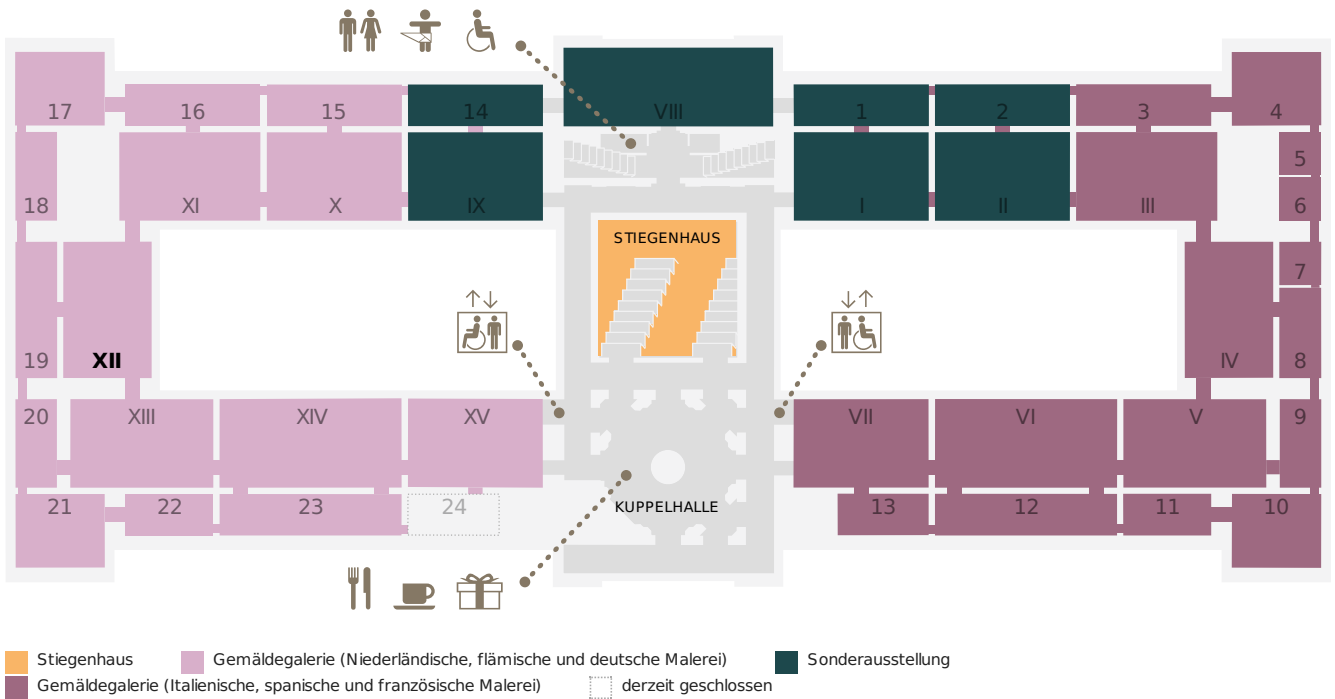 17 16 15 14 VIII 1 2 3 4
5
18 XI X IX I II III 6
STIEGENHAUS
7
19 XII IV 8
20 XIII XIV XV VII VI V 9
21 22 23 24 KUPPELHALLE 13 12 11 10
Stiegenhaus Gemäldegalerie (Niederländische, flämische und deutsche Malerei) Sonderausstellung
Gemäldegalerie (Italienische, spanische und französische Malerei) derzeit geschlossen